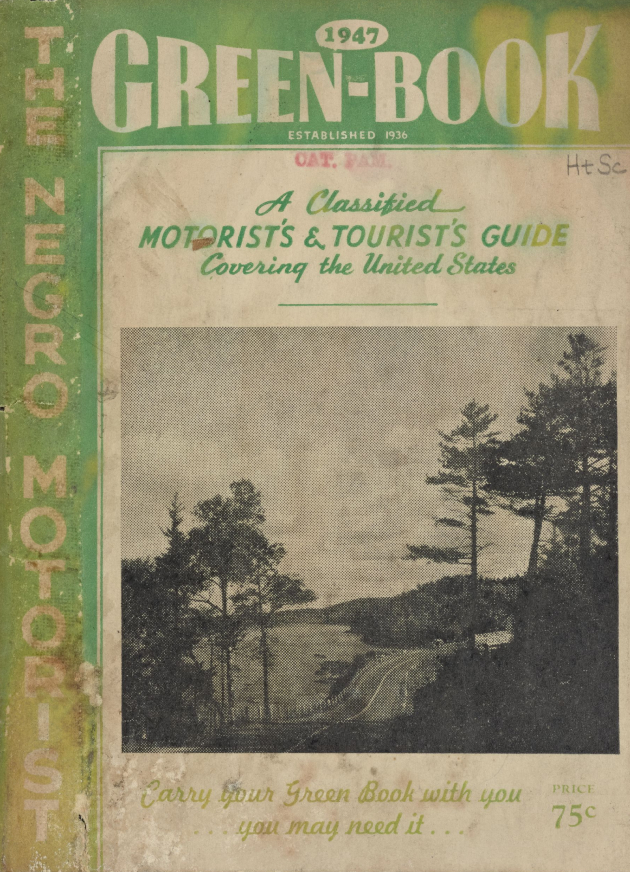 THE NEGRO MOTORIST
1947
GREEN-BOOK
ESTABLISHED 1936
CAT. PAM.
H+Sc
A Classified
MOTORIST'S & TOURIST'S GUIDE
Covering the United States
Carry your Green Book with you
. . . you may need it . . .
PRICE
75c